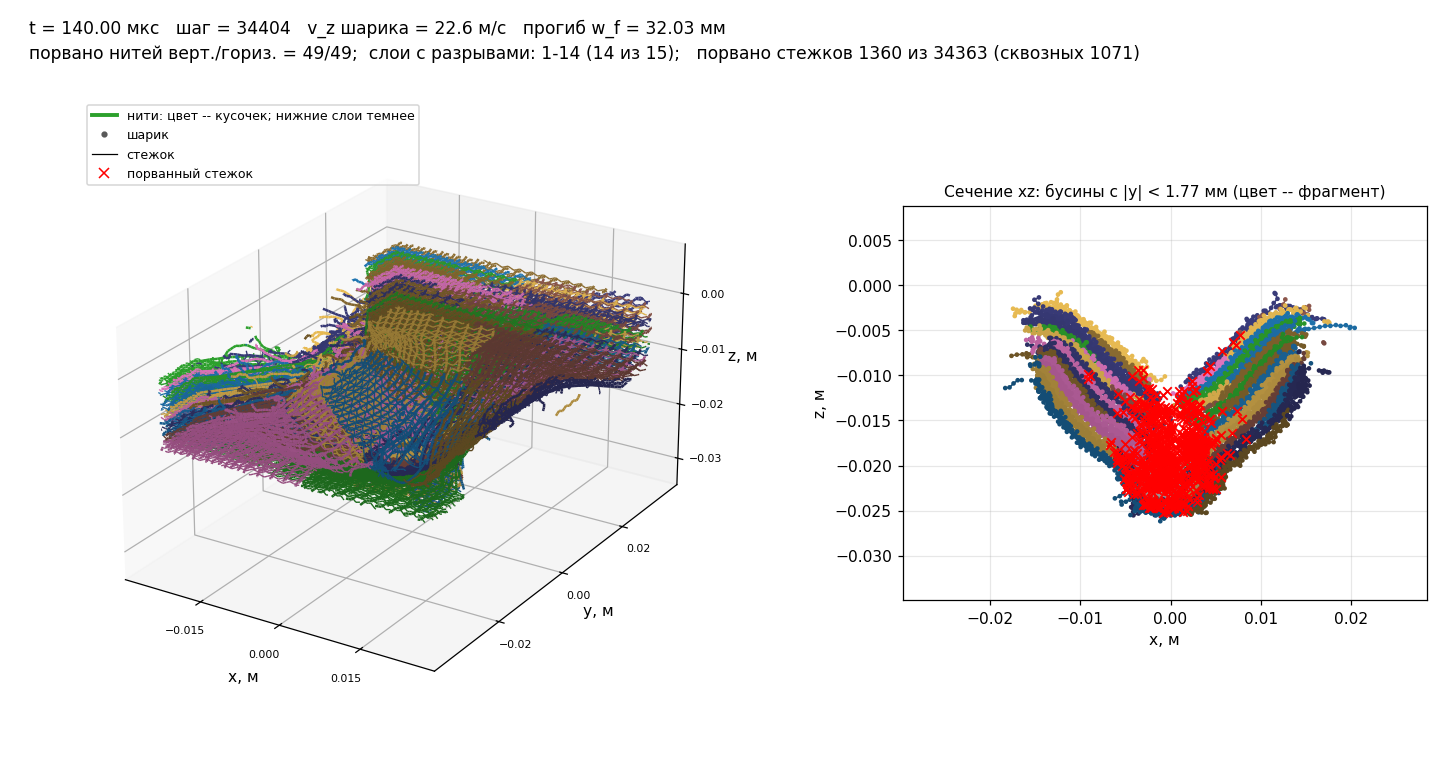 t = 140.00 мкс   шаг = 34404   v_z шарика = 22.6 м/с   прогиб w_f = 32.03 мм
порвано нитей верт./гориз. = 49/49;  слои с разрывами: 1-14 (14 из 15);   порвано стежков 1360 из 34363 (сквозных 1071)
нити: цвет -- кусочек; нижние слои темнее
шарик
стежок
порванный стежок
0.00
−0.01
−0.02
−0.03
z, м
0.02
0.00
−0.02
y, м
−0.015
0.000
0.015
x, м
Сечение xz: бусины с |y| < 1.77 мм (цвет -- фрагмент)
0.005
0.000
−0.005
−0.010
−0.015
−0.020
−0.025
−0.030
z, м
−0.02
−0.01
0.00
0.01
0.02
x, м